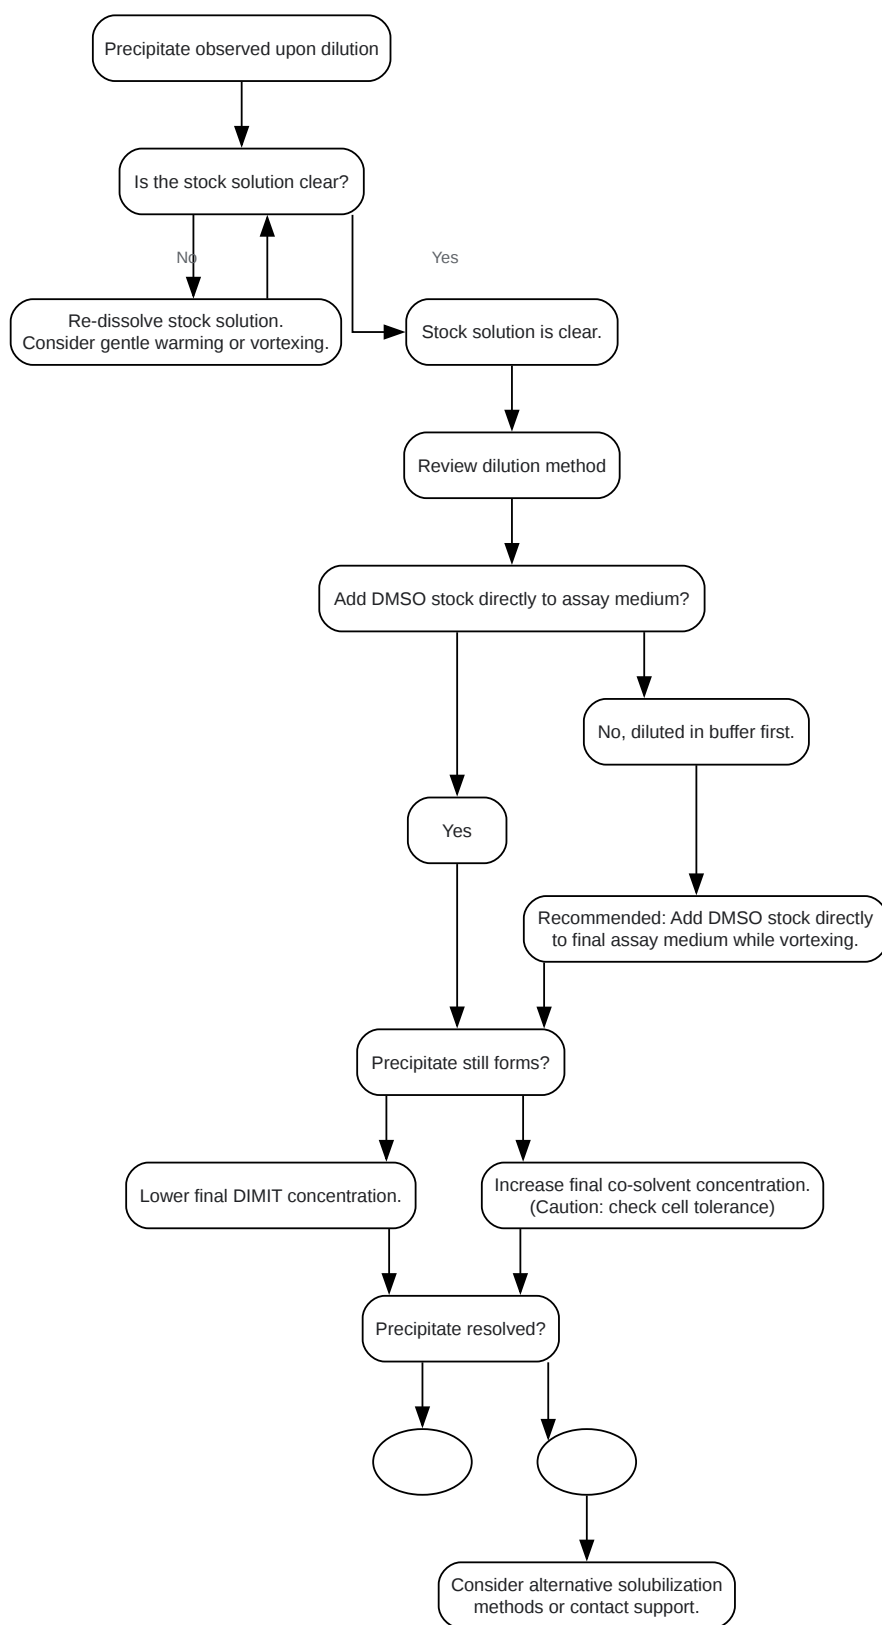 Precipitate observed upon dilution
Is the stock solution clear?
No
Yes
Re-dissolve stock solution.
Consider gentle warming or vortexing.
Stock solution is clear.
Review dilution method
Add DMSO stock directly to assay medium?
No, diluted in buffer first.
Yes
Recommended: Add DMSO stock directly
to final assay medium while vortexing.
Precipitate still forms?
Lower final DIMIT concentration.
Increase final co-solvent concentration.
(Caution: check cell tolerance)
Precipitate resolved?
Consider alternative solubilization
methods or contact support.